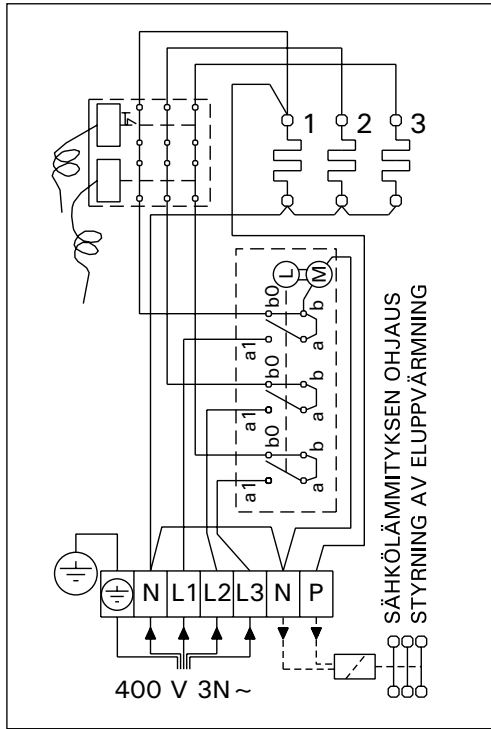 1 2 3
L M
b0 b
a1 a
b0 b
a1 a
b0 b
a1 a
SÄHKÖLÄMMITYKSEN OHJAUS
STYRNING AV ELUPPVÄRMNING
N L1 L2 L3 N P
400 V 3N ~